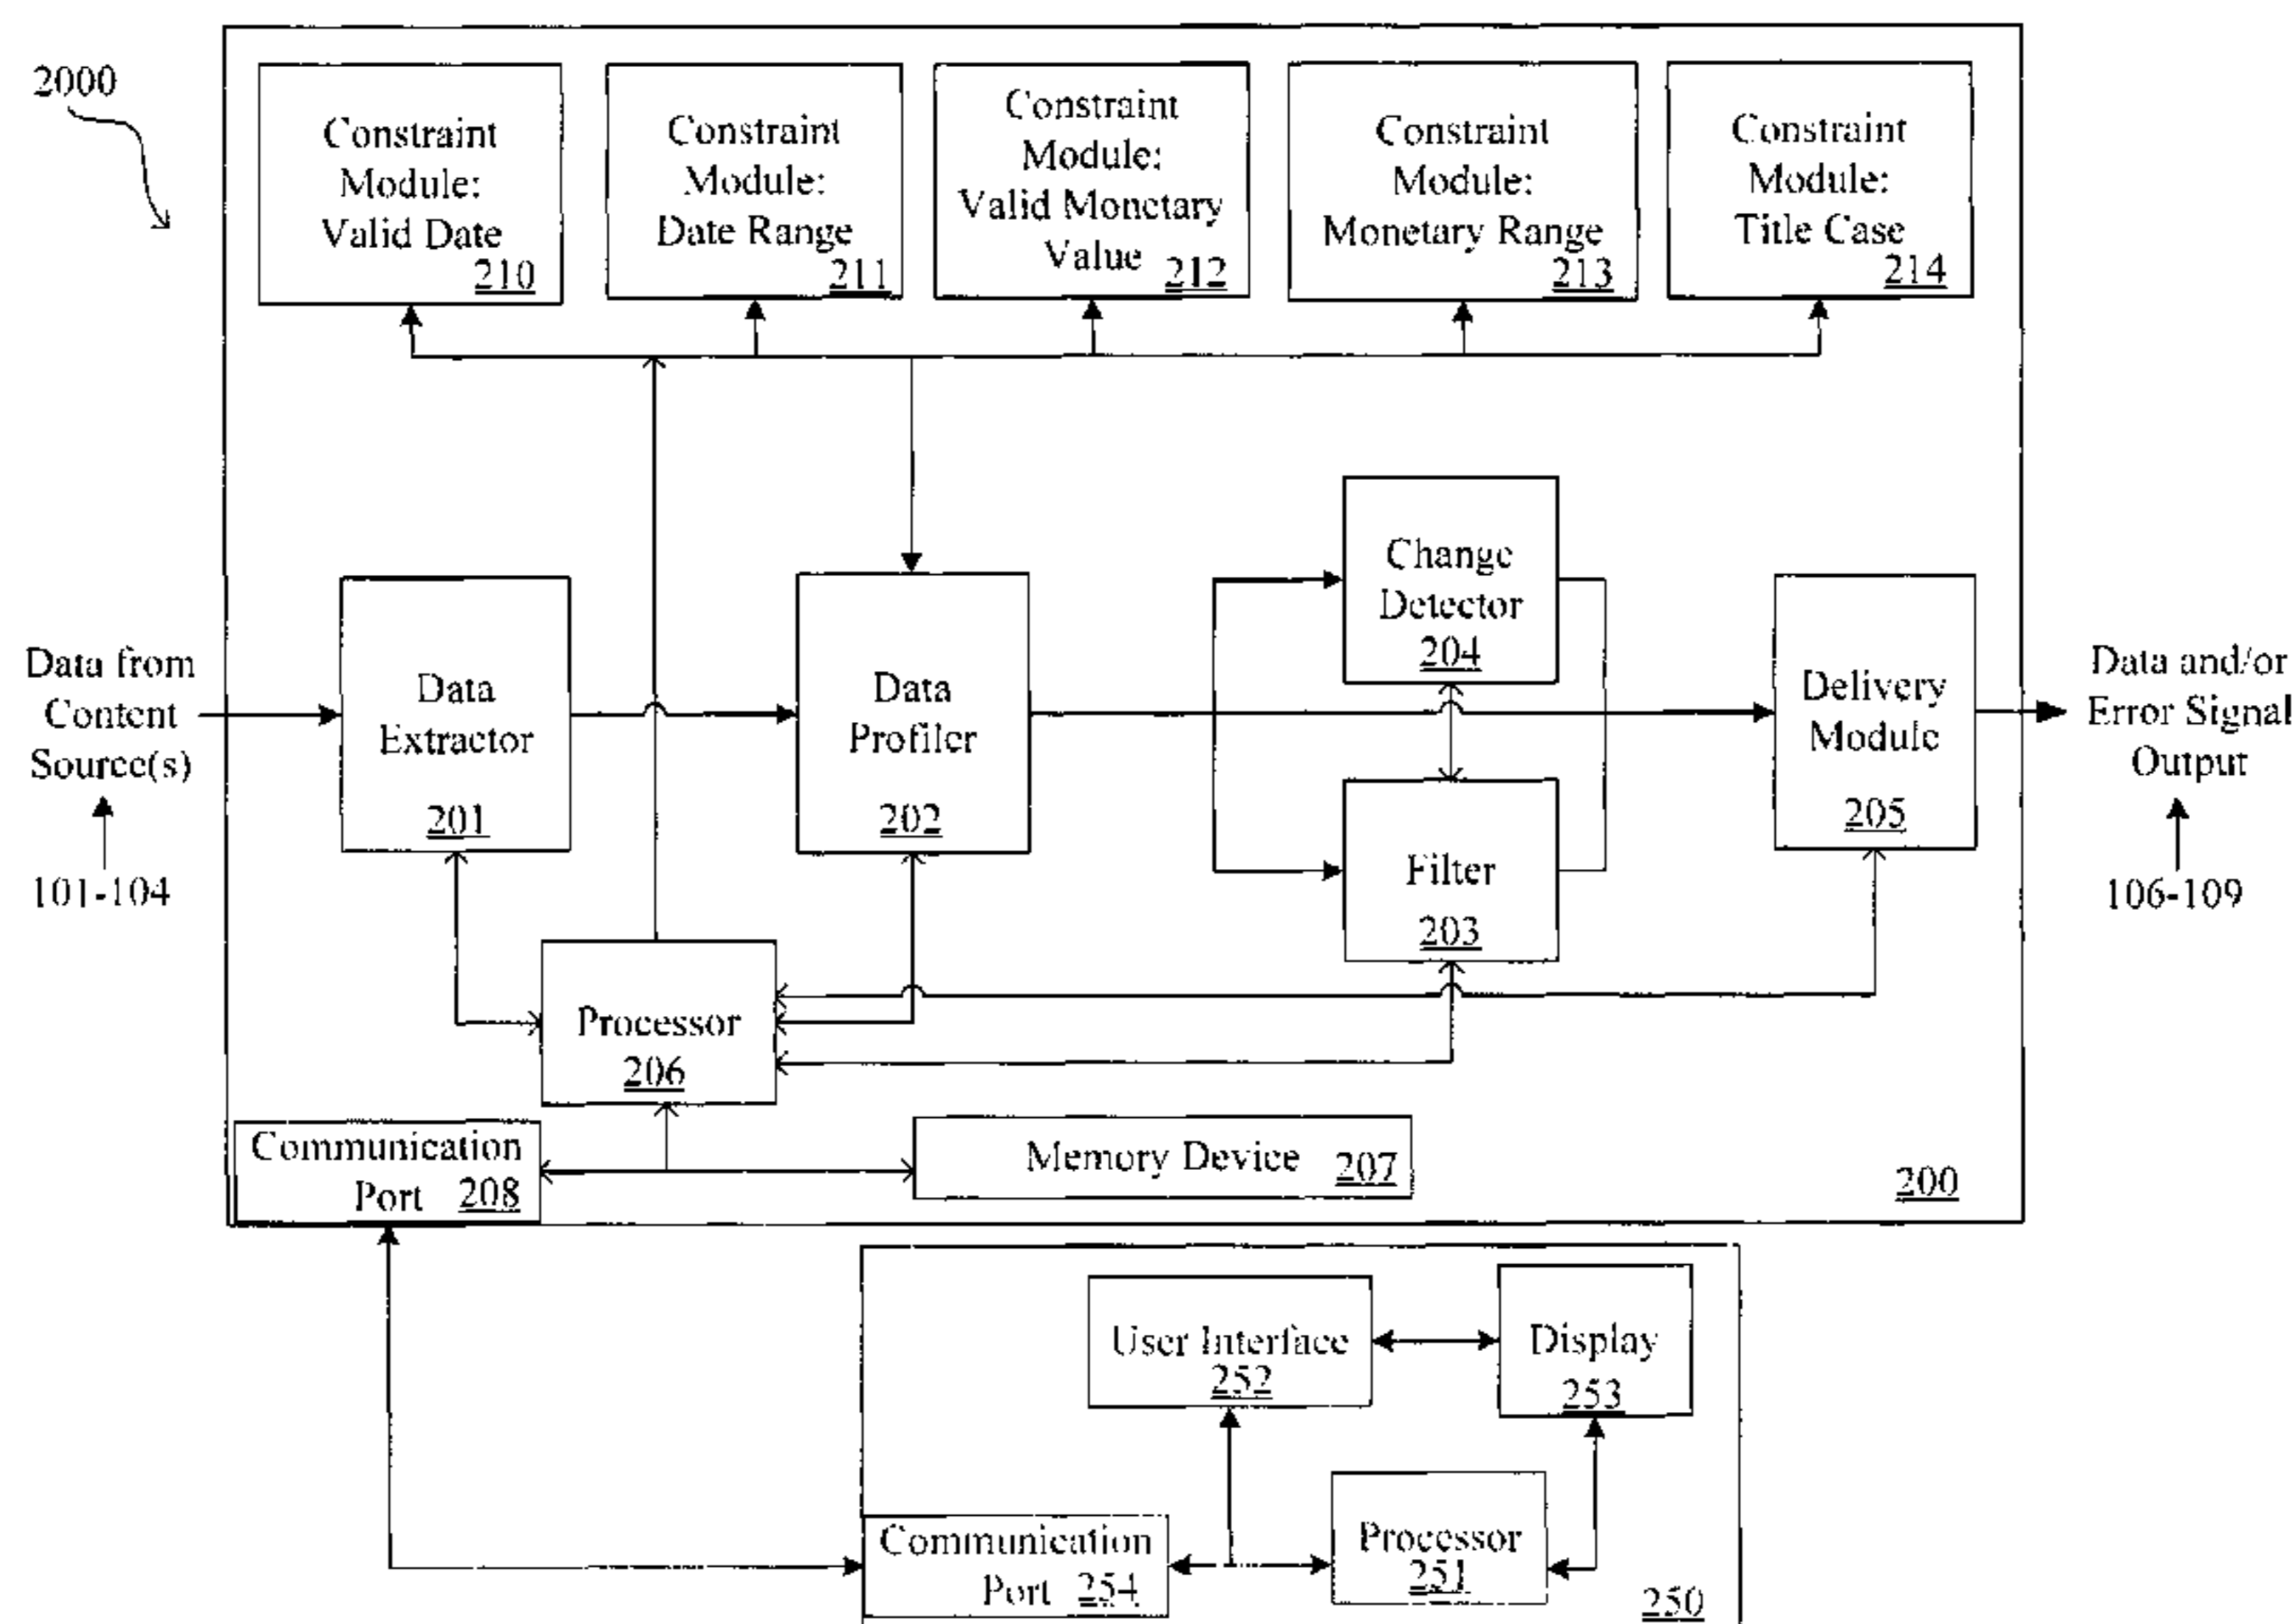 2000
Constraint
Module:
Valid Date
210
Constraint
Module:
Date Range
211
Constraint
Module:
Valid Monetary
Value
212
Constraint
Module:
Monetary Range
213
Constraint
Module:
Title Case
214
Data from
Content
Source(s)
101-104
Data
Extractor
201
Data
Profiler
202
Change
Detector
204
Filter
203
Delivery
Module
205
Data and/or
Error Signal
Output
106-109
Processor
206
Communication
Port 208
Memory Device 207
200
User Interface
252
Display
253
Communication
Port 254
Processor
251
250